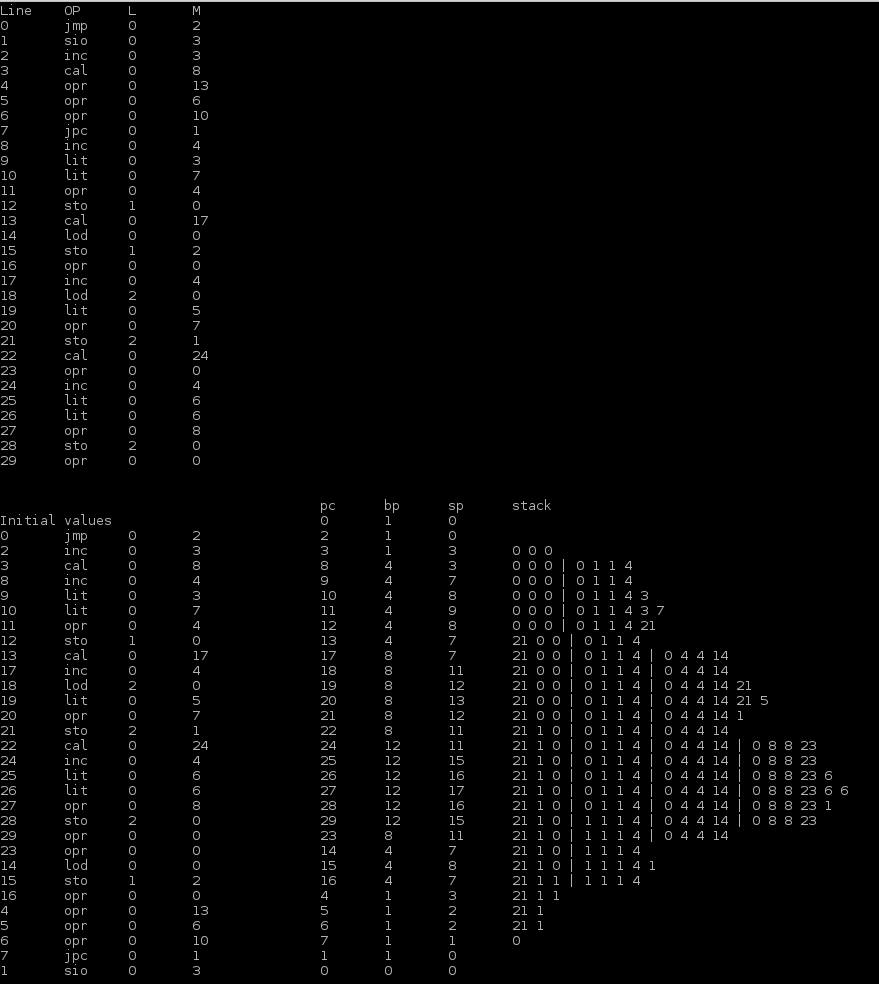 Line OP L M
0 jmp 0 2
1 sio 0 3
2 inc 0 3
3 cal 0 8
4 opr 0 13
5 opr 0 6
6 opr 0 10
7 jpc 0 1
8 inc 0 4
9 lit 0 3
10 lit 0 7
11 opr 0 4
12 sto 1 0
13 cal 0 17
14 lod 0 0
15 sto 1 2
16 opr 0 0
17 inc 0 4
18 lod 2 0
19 lit 0 5
20 opr 0 7
21 sto 2 1
22 cal 0 24
23 opr 0 0
24 inc 0 4
25 lit 0 6
26 lit 0 6
27 opr 0 8
28 sto 2 0
29 opr 0 0
pc bp sp stack
Initial values 0 1 0
0 jmp 0 2 2 1 0
2 inc 0 3 3 1 3 0 0 0
3 cal 0 8 8 4 3 0 0 0 | 0 1 1 4
8 inc 0 4 9 4 7 0 0 0 | 0 1 1 4
9 lit 0 3 10 4 8 0 0 0 | 0 1 1 4 3
10 lit 0 7 11 4 9 0 0 0 | 0 1 1 4 3 7
11 opr 0 4 12 4 8 0 0 0 | 0 1 1 4 21
12 sto 1 0 13 4 7 21 0 0 | 0 1 1 4
13 cal 0 17 17 8 7 21 0 0 | 0 1 1 4 | 0 4 4 14
17 inc 0 4 18 8 11 21 0 0 | 0 1 1 4 | 0 4 4 14
18 lod 2 0 19 8 12 21 0 0 | 0 1 1 4 | 0 4 4 14 21
19 lit 0 5 20 8 13 21 0 0 | 0 1 1 4 | 0 4 4 14 21 5
20 opr 0 7 21 8 12 21 0 0 | 0 1 1 4 | 0 4 4 14 1
21 sto 2 1 22 8 11 21 1 0 | 0 1 1 4 | 0 4 4 14
22 cal 0 24 24 12 11 21 1 0 | 0 1 1 4 | 0 4 4 14 | 0 8 8 23
24 inc 0 4 25 12 15 21 1 0 | 0 1 1 4 | 0 4 4 14 | 0 8 8 23
25 lit 0 6 26 12 16 21 1 0 | 0 1 1 4 | 0 4 4 14 | 0 8 8 23 6
26 lit 0 6 27 12 17 21 1 0 | 0 1 1 4 | 0 4 4 14 | 0 8 8 23 6 6
27 opr 0 8 28 12 16 21 1 0 | 0 1 1 4 | 0 4 4 14 | 0 8 8 23 1
28 sto 2 0 29 12 15 21 1 0 | 1 1 1 4 | 0 4 4 14 | 0 8 8 23
29 opr 0 0 23 8 11 21 1 0 | 1 1 1 4 | 0 4 4 14
23 opr 0 0 14 4 7 21 1 0 | 1 1 1 4
14 lod 0 0 15 4 8 21 1 0 | 1 1 1 4 1
15 sto 1 2 16 4 7 21 1 1 | 1 1 1 4
16 opr 0 0 4 1 3 21 1 1
4 opr 0 13 5 1 2 21 1
5 opr 0 6 6 1 2 21 1
6 opr 0 10 7 1 1 0
7 jpc 0 1 1 1 0
1 sio 0 3 0 0 0